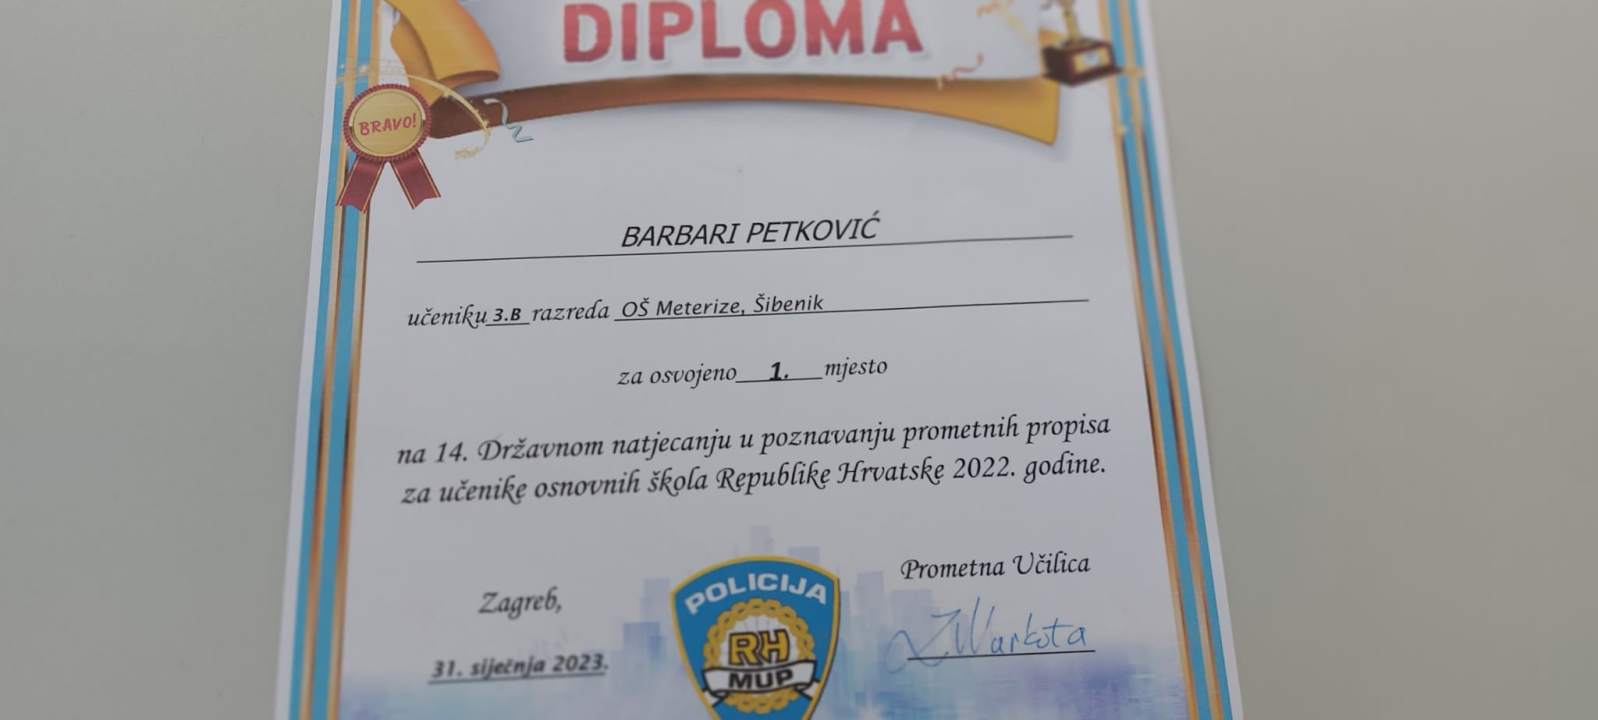 DIPLOMA
BRAVO!
BARBARI PETKOVIĆ
učeniku 3.B razreda OŠ Meterize, Šibenik
za osvojeno 1. mjesto
na 14. Državnom natjecanju u poznavanju prometnih propisa
za učenike osnovnih škola Republike Hrvatske 2022. godine.
Prometna Učilica
Zagreb,
31. siječnja 2023.
POLICIJA
RH
MUP